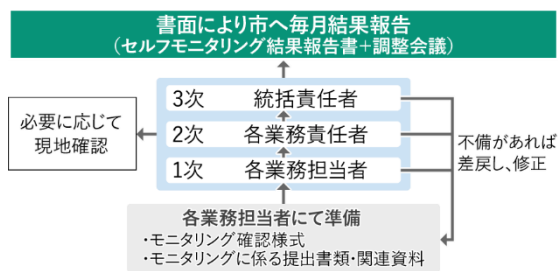 書面により市へ毎月結果報告
（セルフモニタリング結果報告書+調整会議）
3次 統括責任者
2次 各業務責任者
1次 各業務担当者
必要に応じて
現地確認
不備があれば
差戻し、修正
各業務担当者にて準備
・モニタリング確認様式
・モニタリングに係る提出書類・関連資料